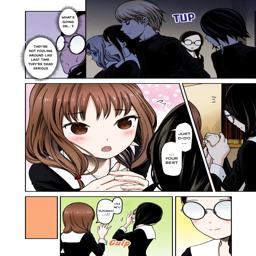 WHAT'S
GOING
ON...?
THEY'RE
NOT FOOLING
AROUND LIKE
LAST TIME.
THEY'RE DEAD
SERIOUS
TUP
JUST
D-DO...
...
YOUR
BEST
Gulp